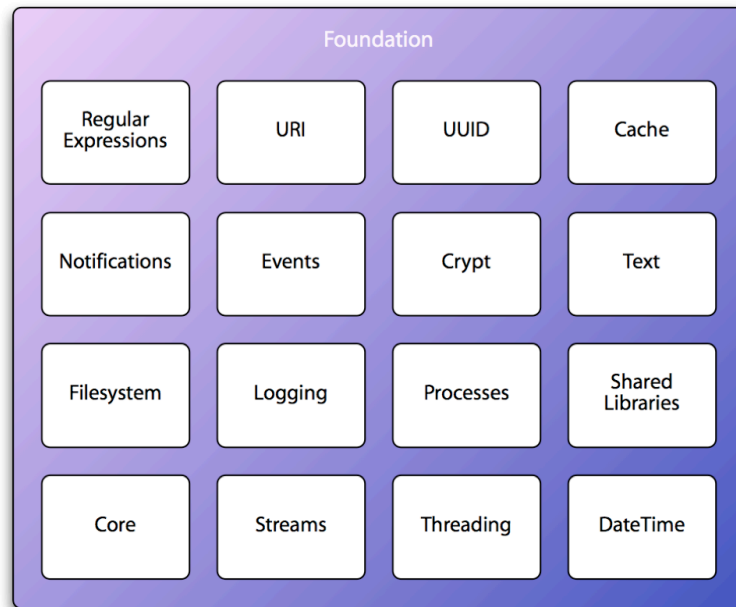 Foundation
Regular
Expressions
URI
UUID
Cache
Notifications
Events
Crypt
Text
Filesystem
Logging
Processes
Shared
Libraries
Core
Streams
Threading
DateTime